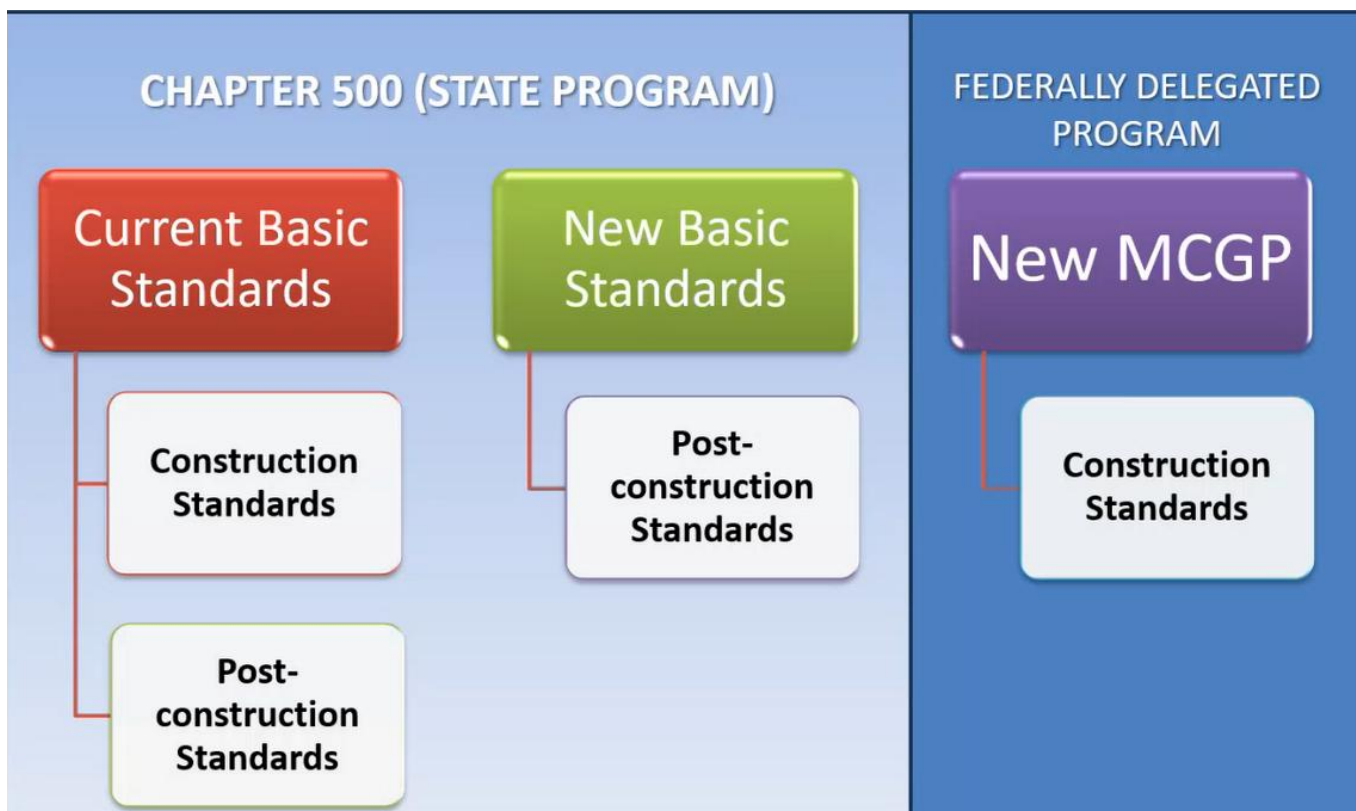 CHAPTER 500 (STATE PROGRAM)
Current Basic
Standards
Construction
Standards
Post-
construction
Standards
New Basic
Standards
Post-
construction
Standards
FEDERALLY DELEGATED
PROGRAM
New MCGP
Construction
Standards